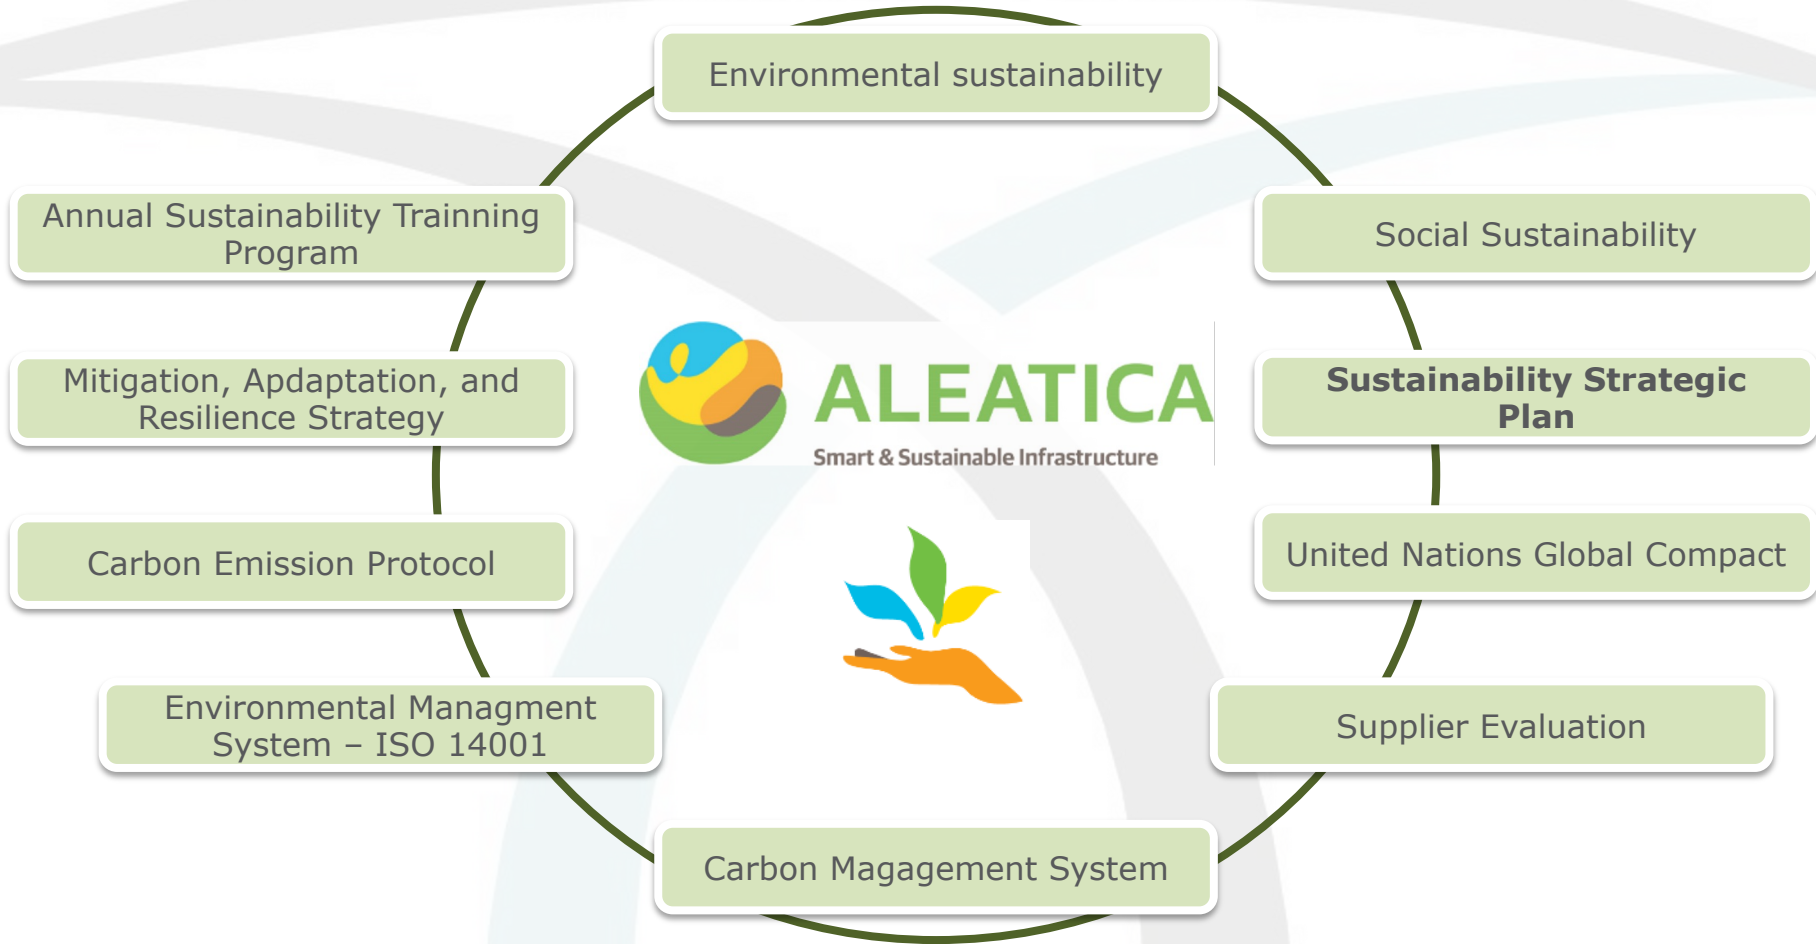 Environmental sustainability
Annual Sustainability Trainning
Program
Social Sustainability
Mitigation, Apdaptation, and
Resilience Strategy
ALEATICA
Smart & Sustainable Infrastructure
Sustainability Strategic
Plan
Carbon Emission Protocol
United Nations Global Compact
Environmental Managment
System – ISO 14001
Supplier Evaluation
Carbon Magagement System